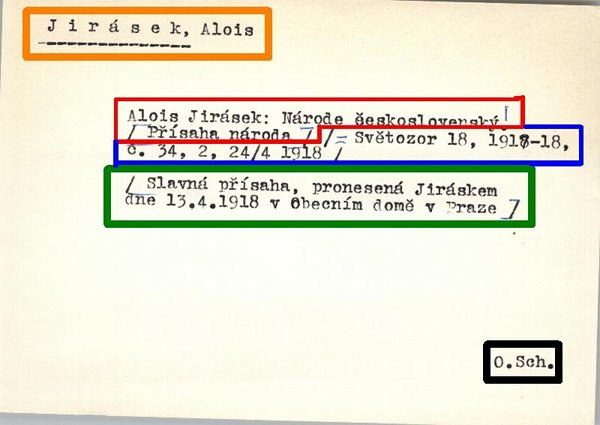 J i r á s e k, Alois
Alois Jirásek: Národe československý!
/ Přísaha národa / /= Světozor 18, 1917-18,
č. 34, 2, 24/4 1918 /
/ Slavná přísaha, pronesená Jiráskem
dne 13.4.1918 v Obecním domě v Praze /
O.Sch.